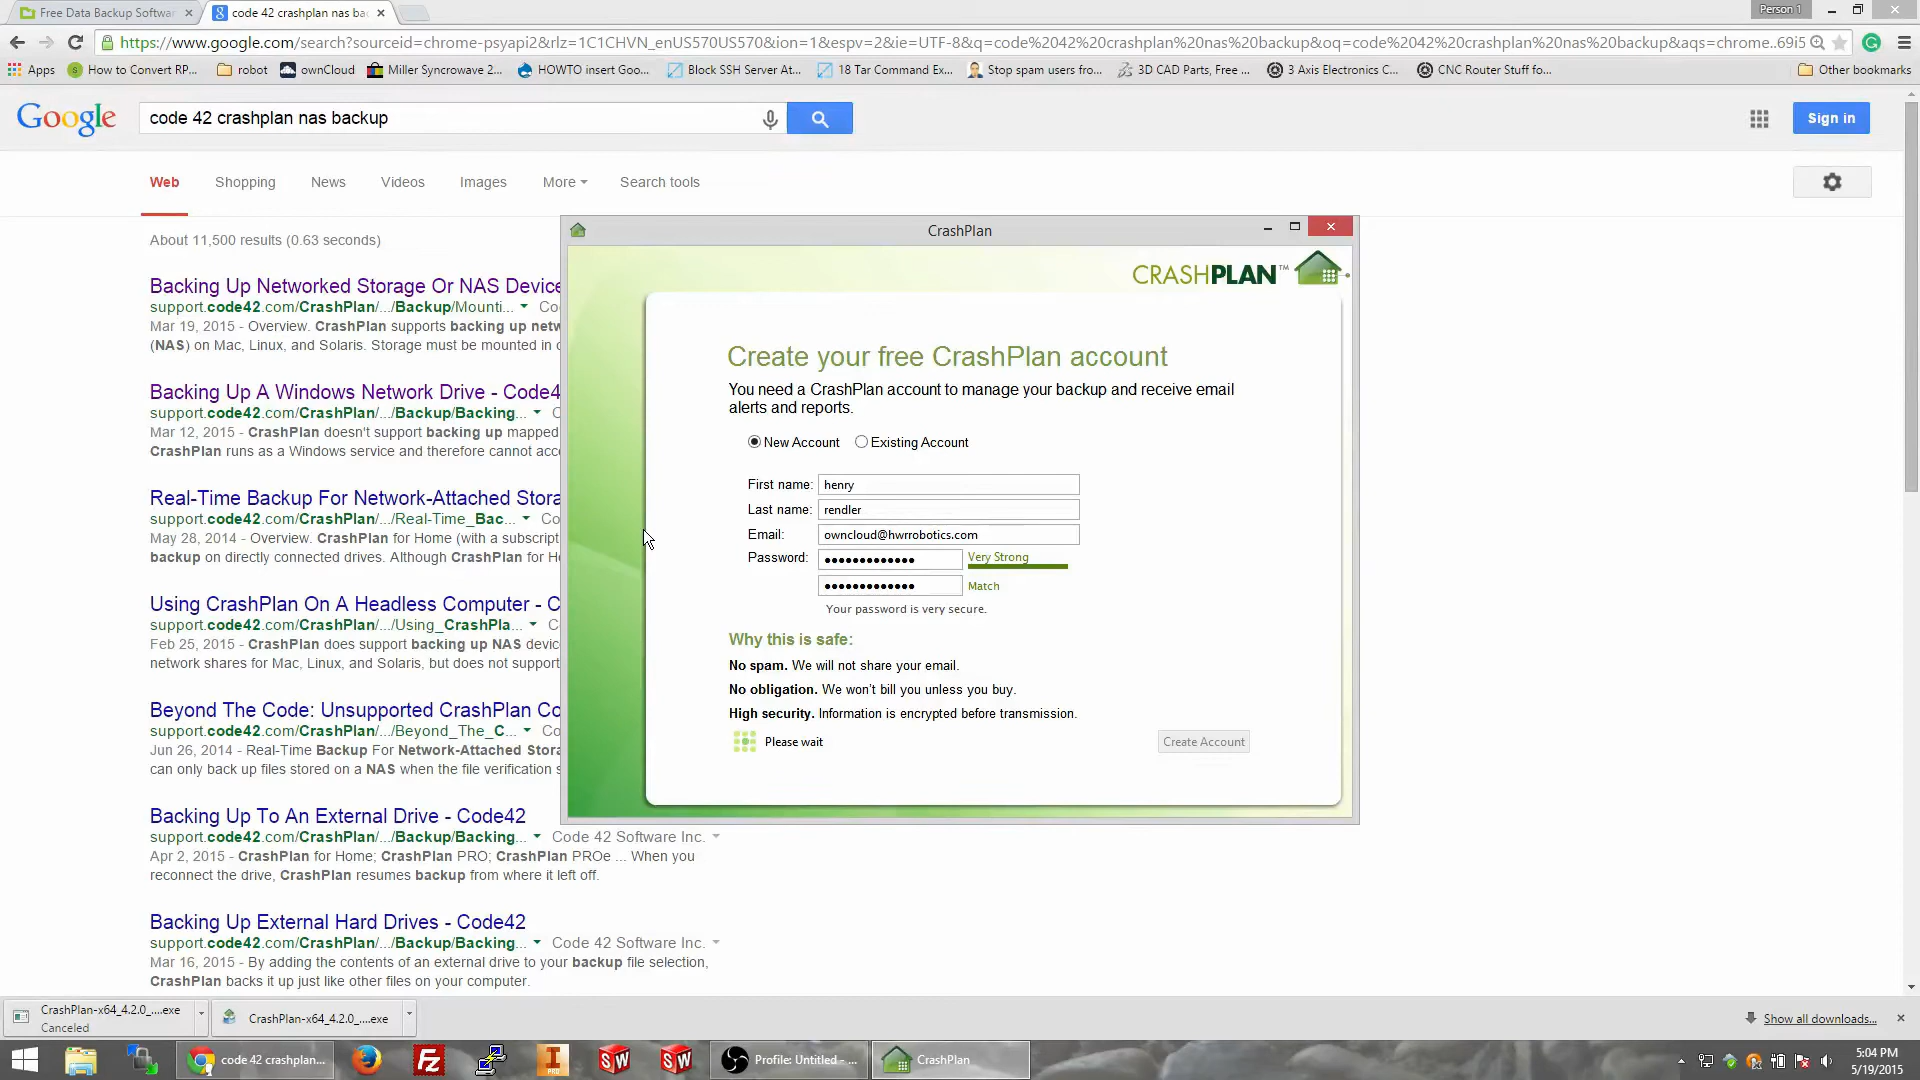 Free Data Backup Softwar
code 42 crashplan nas ba
Person 1
https://www.google.com/search?sourceid=chrome-psyapi2&rlz=1C1CHVN_enUS570US570&ion=1&espv=2&ie=UTF-8&q=code%2042%20crashplan%20nas%20backup&oq=code%2042%20crashplan%20nas%20backup&aqs=chrome..69i5
Apps
How to Convert RP...
robot
ownCloud
Miller Syncrowave 2...
HOWTO insert Goo...
Block SSH Server At...
18 Tar Command Ex...
Stop spam users fro...
3D CAD Parts, Free ...
3 Axis Electronics C...
CNC Router Stuff fo...
Other bookmarks
Google
code 42 crashplan nas backup
Sign in
Web
Shopping
News
Videos
Images
More
Search tools
About 11,500 results (0.63 seconds)
Backing Up Networked Storage Or NAS Device
support.code42.com/CrashPlan/.../Backup/Mounti... Co
Mar 19, 2015 - Overview. CrashPlan supports backing up netw
(NAS) on Mac, Linux, and Solaris. Storage must be mounted in
Backing Up A Windows Network Drive - Code4
support.code42.com/CrashPlan/.../Backup/Backing...
Mar 12, 2015 - CrashPlan doesn't support backing up mapped
CrashPlan runs as a Windows service and therefore cannot acc
Real-Time Backup For Network-Attached Stora
support.code42.com/CrashPlan/.../Real-Time_Bac... Co
May 28, 2014 - Overview. CrashPlan for Home (with a subscript
backup on directly connected drives. Although CrashPlan for H
Using CrashPlan On A Headless Computer - C
support.code42.com/CrashPlan/.../Using_CrashPla...
Feb 25, 2015 - CrashPlan does support backing up NAS devic
network shares for Mac, Linux, and Solaris, but does not support
Beyond The Code: Unsupported CrashPlan Co
support.code42.com/CrashPlan/.../Beyond_The_C...
Jun 26, 2014 - Real-Time Backup For Network-Attached Stora
can only back up files stored on a NAS when the file verification s
Backing Up To An External Drive - Code42
support.code42.com/CrashPlan/.../Backup/Backing... Code 42 Software Inc.
Apr 2, 2015 - CrashPlan for Home; CrashPlan PRO; CrashPlan PROe ... When you
reconnect the drive, CrashPlan resumes backup from where it left off.
Backing Up External Hard Drives - Code42
support.code42.com/CrashPlan/.../Backup/Backing... Code 42 Software Inc.
Mar 16, 2015 - By adding the contents of an external drive to your backup file selection,
CrashPlan backs it up just like other files on your computer.
CrashPlan
CRASHPLAN™
Create your free CrashPlan account
You need a CrashPlan account to manage your backup and receive email
alerts and reports.
New Account
Existing Account
First name: henry
Last name: rendler
Email: owncloud@hwrrobotics.com
Password: ●●●●●●●●●●●●● Very Strong
●●●●●●●●●●●●● Match
Your password is very secure.
Why this is safe:
No spam. We will not share your email.
No obligation. We won't bill you unless you buy.
High security. Information is encrypted before transmission.
Please wait
Create Account
CrashPlan-x64_4.2.0_....exe
Canceled
CrashPlan-x64_4.2.0_....exe
Show all downloads...
code 42 crashplan...
Profile: Untitled - ...
CrashPlan
5:04 PM
5/19/2015